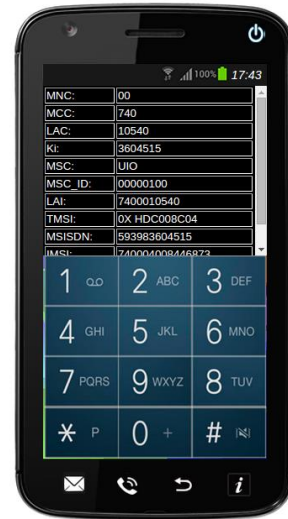 100% 17:43
MNC: 00
MCC: 740
LAC: 10540
Ki: 3604515
MSC: UIO
MSC_ID: 00000100
LAI: 7400010540
TMSI: 0X HDC008C04
MSISDN: 593983604515
IMSI: 740004008446873
1 2 ABC 3 DEF
4 GHI 5 JKL 6 MNO
7 PQRS 9 WXYZ 8 TUV
* P 0 + #
i